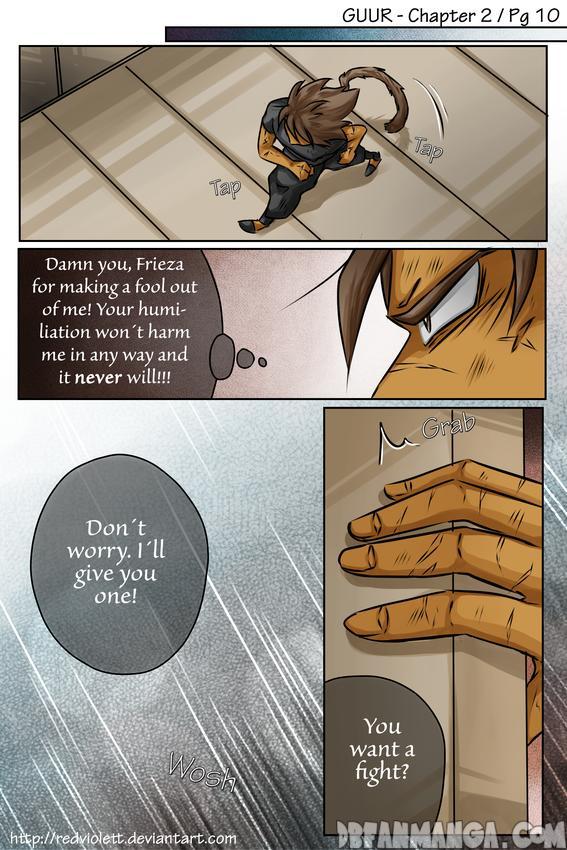 GUUR - Chapter 2 / Pg 10
Tap
Tap
Damn you, Frieza
for making a fool out
of me! Your humi-
liation won´t harm
me in any way and
it never will!!!
Grab
You
want a
fight?
Don´t
worry. I´ll
give you
one!
Wosh
http://redviolett.deviantart.com
DBFANMANGA.COM